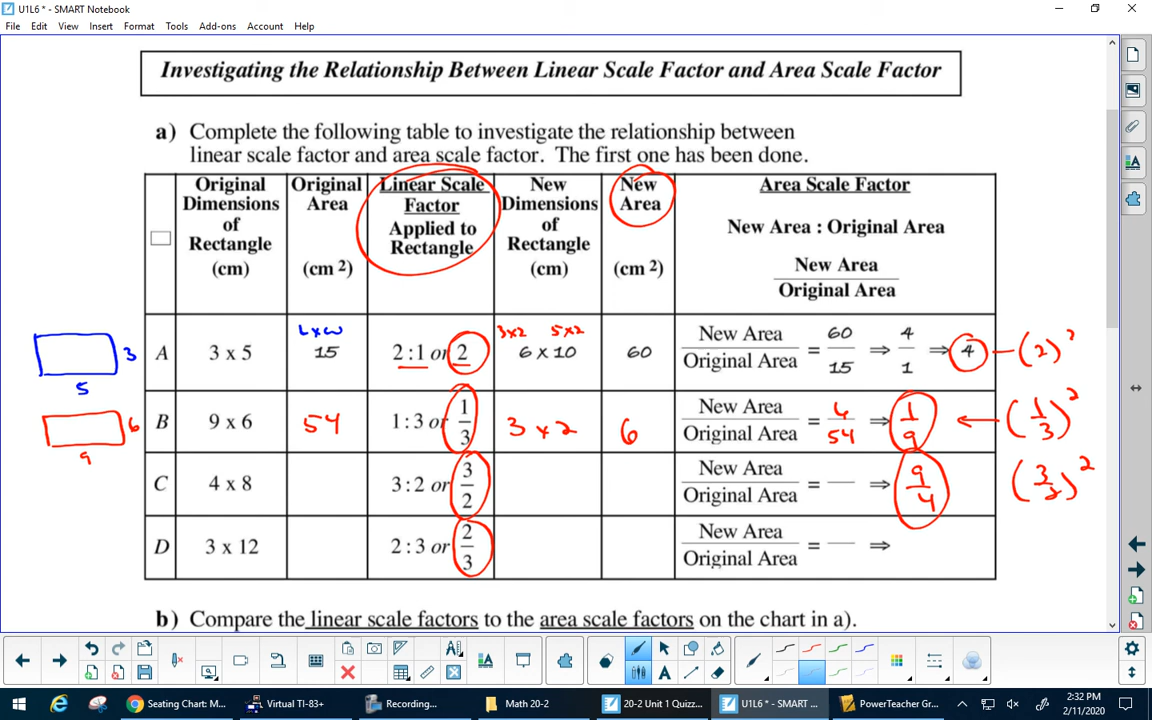 U1L6 * - SMART Notebook
File Edit View Insert Format Tools Add-ons Account Help
Investigating the Relationship Between Linear Scale Factor and Area Scale Factor
a) Complete the following table to investigate the relationship between
linear scale factor and area scale factor. The first one has been done.
Original Dimensions of Rectangle (cm)
Original Area (cm 2)
Linear Scale Factor Applied to Rectangle
New Dimensions of Rectangle (cm)
New Area (cm 2)
Area Scale Factor
New Area : Original Area
New Area
Original Area
3
5
A 3 x 5
L x w
15
2:1 or 2
3x2 5x2
6 x 10
60
New Area / Original Area = 60/15 ⇒ 4/1 ⇒ 4 — (2)²
6
9
B 9 x 6 54 1:3 or 1/3 3 x 2 6
New Area / Original Area = 6/54 ⇒ 1/9 ← (1/3)²
C 4 x 8 3:2 or 3/2
New Area / Original Area = — ⇒ 9/4 (3/2)²
D 3 x 12 2:3 or 2/3
New Area / Original Area = — ⇒
b) Compare the linear scale factors to the area scale factors on the chart in a).
Seating Chart: M...
Virtual TI-83+
Recording...
Math 20-2
20-2 Unit 1 Quizz...
U1L6 * - SMART ...
PowerTeacher Gr...
2:32 PM
2/11/2020